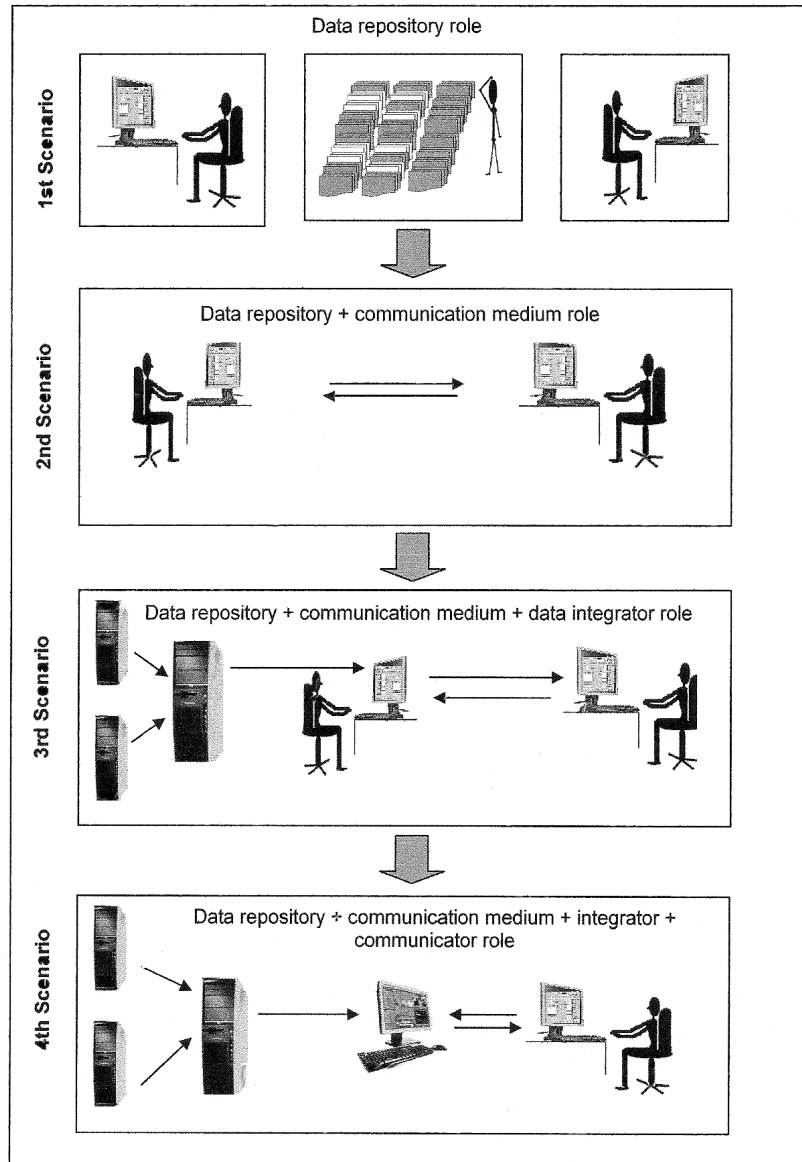 Data repository role
1st Scenario
Data repository + communication medium role
2nd Scenario
Data repository + communication medium + data integrator role
3rd Scenario
Data repository ÷ communication medium + integrator +
communicator role
4th Scenario